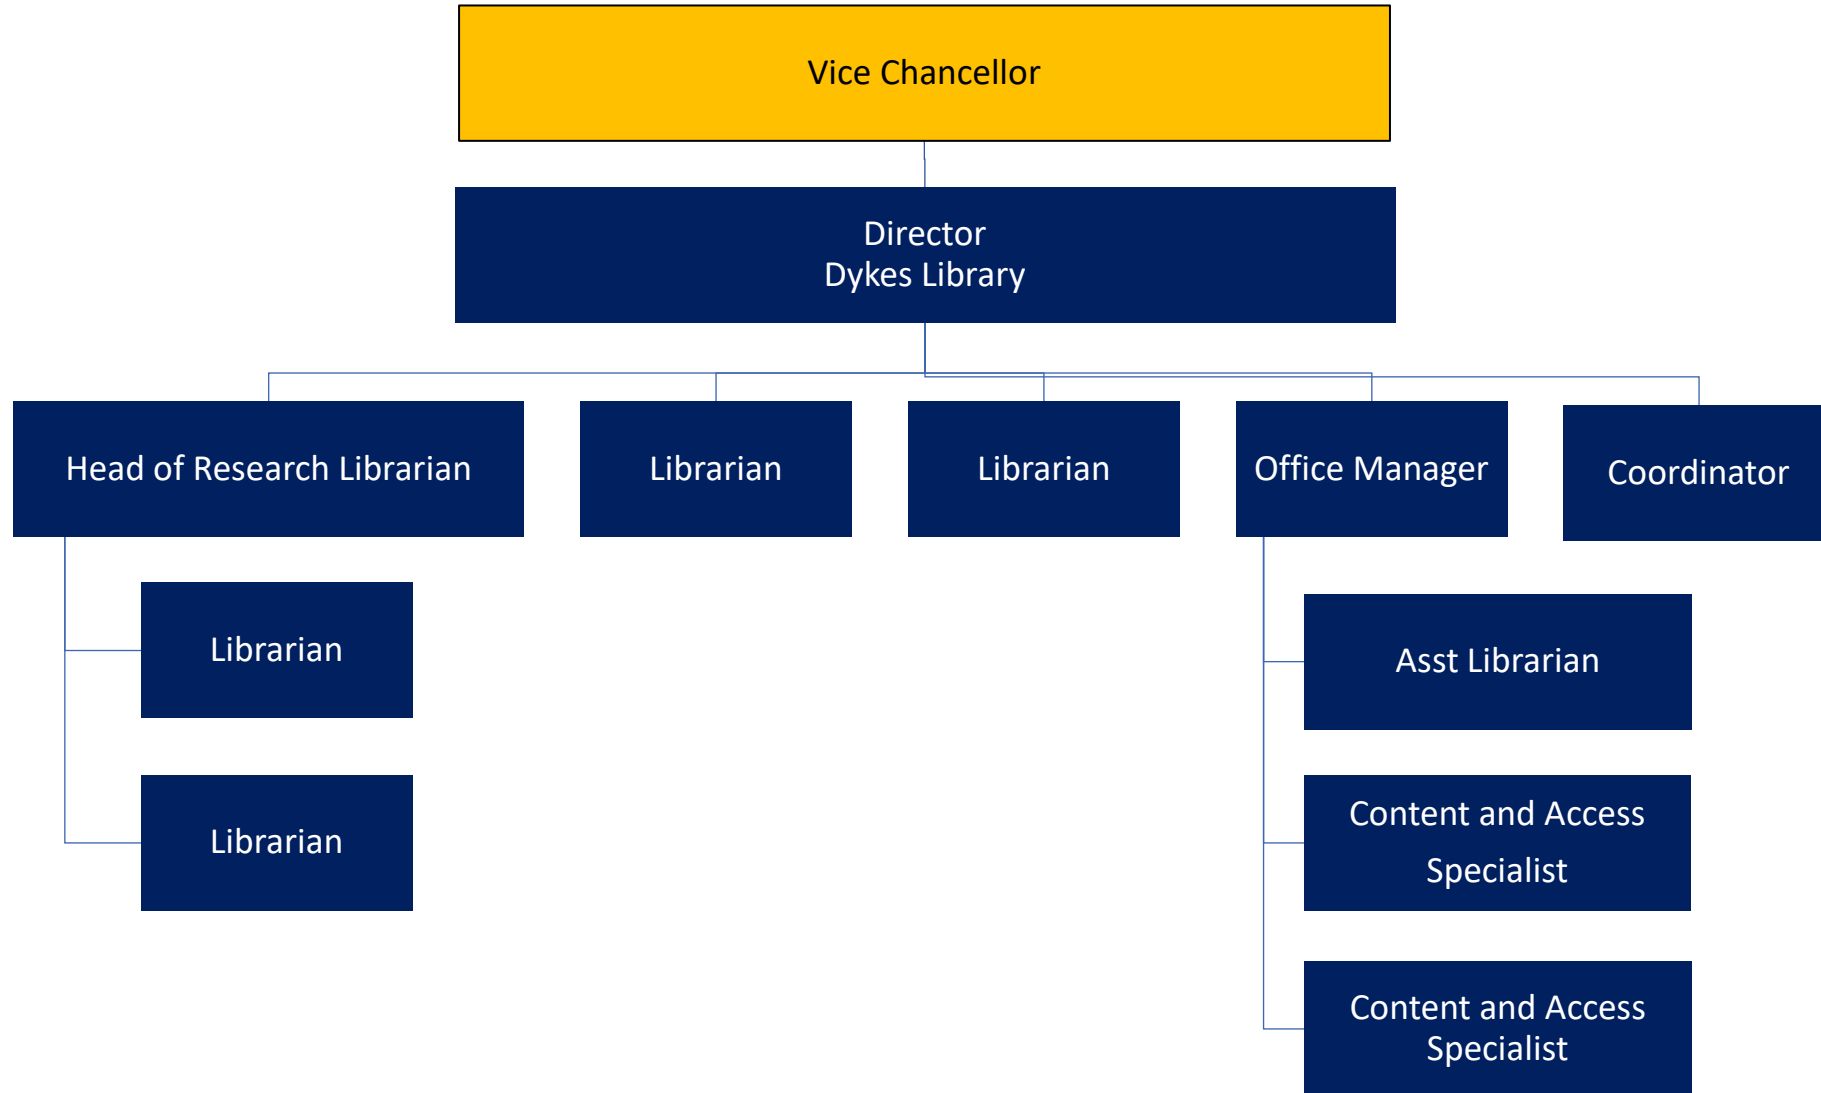 Vice Chancellor
Director
Dykes Library
Head of Research Librarian
Librarian
Librarian
Office Manager
Coordinator
Librarian
Librarian
Asst Librarian
Content and Access
Specialist
Content and Access
Specialist